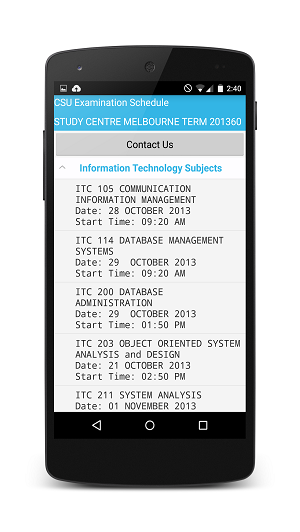 2:40
CSU Examination Schedule
STUDY CENTRE MELBOURNE TERM 201360
Contact Us
Information Technology Subjects
ITC 105 COMMUNICATION
INFORMATION MANAGEMENT
Date: 28 OCTOBER 2013
Start Time: 09:20 AM
ITC 114 DATABASE MANAGEMENT
SYSTEMS
Date: 29  OCTOBER 2013
Start Time: 09:20 AM
ITC 200 DATABASE
ADMINISTRATION
Date: 29  OCTOBER 2013
Start Time: 01:50 PM
ITC 203 OBJECT ORIENTED SYSTEM
ANALYSIS and DESIGN
Date: 21 OCTOBER 2013
Start Time: 02:50 PM
ITC 211 SYSTEM ANALYSIS
Date: 01 NOVEMBER 2013